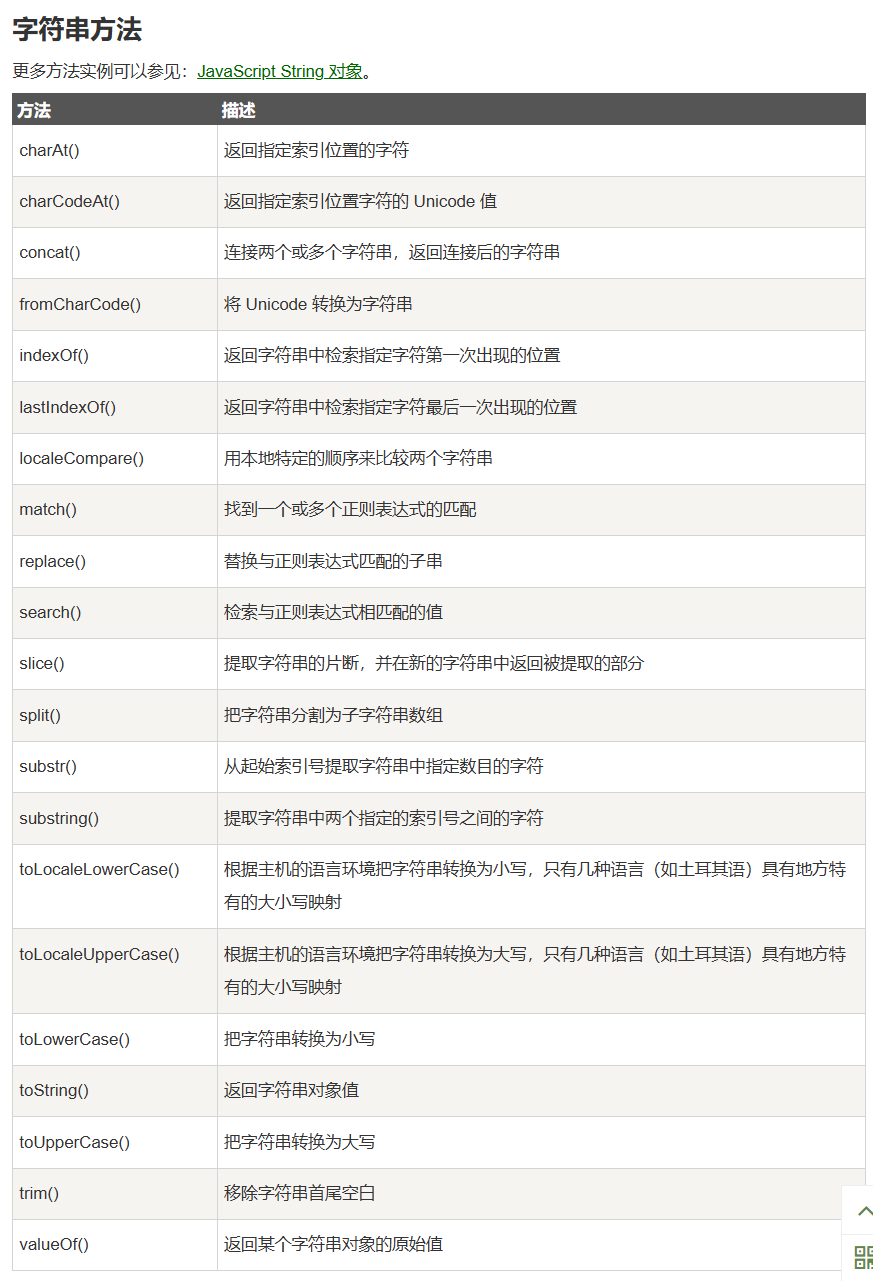 字符串方法
更多方法实例可以参见：JavaScript String 对象。
方法 描述
charAt() 返回指定索引位置的字符
charCodeAt() 返回指定索引位置字符的 Unicode 值
concat() 连接两个或多个字符串，返回连接后的字符串
fromCharCode() 将 Unicode 转换为字符串
indexOf() 返回字符串中检索指定字符第一次出现的位置
lastIndexOf() 返回字符串中检索指定字符最后一次出现的位置
localeCompare() 用本地特定的顺序来比较两个字符串
match() 找到一个或多个正则表达式的匹配
replace() 替换与正则表达式匹配的子串
search() 检索与正则表达式相匹配的值
slice() 提取字符串的片断，并在新的字符串中返回被提取的部分
split() 把字符串分割为子字符串数组
substr() 从起始索引号提取字符串中指定数目的字符
substring() 提取字符串中两个指定的索引号之间的字符
toLocaleLowerCase() 根据主机的语言环境把字符串转换为小写，只有几种语言（如土耳其语）具有地方特
有的大小写映射
toLocaleUpperCase() 根据主机的语言环境把字符串转换为大写，只有几种语言（如土耳其语）具有地方特
有的大小写映射
toLowerCase() 把字符串转换为小写
toString() 返回字符串对象值
toUpperCase() 把字符串转换为大写
trim() 移除字符串首尾空白
valueOf() 返回某个字符串对象的原始值